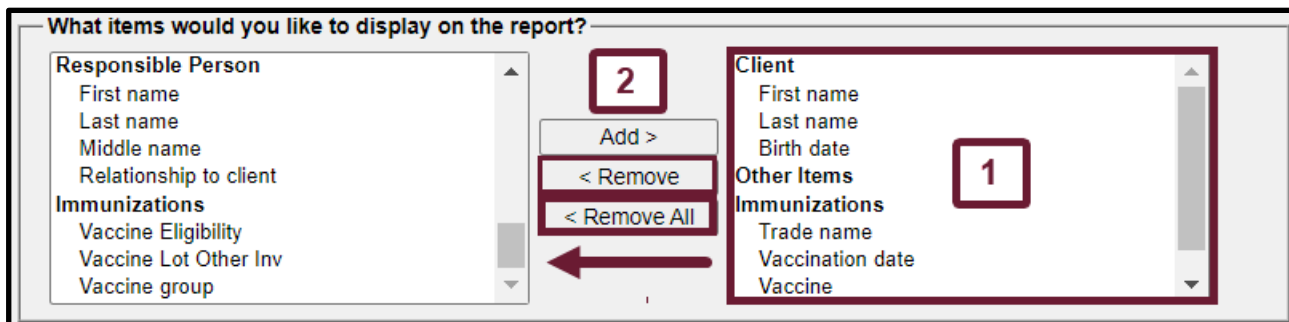 What items would you like to display on the report?
Responsible Person
First name
Last name
Middle name
Relationship to client
Immunizations
Vaccine Eligibility
Vaccine Lot Other Inv
Vaccine group
2
Add >
< Remove
< Remove All
Client
First name
Last name
Birth date
Other Items
Immunizations
Trade name
Vaccination date
Vaccine
1